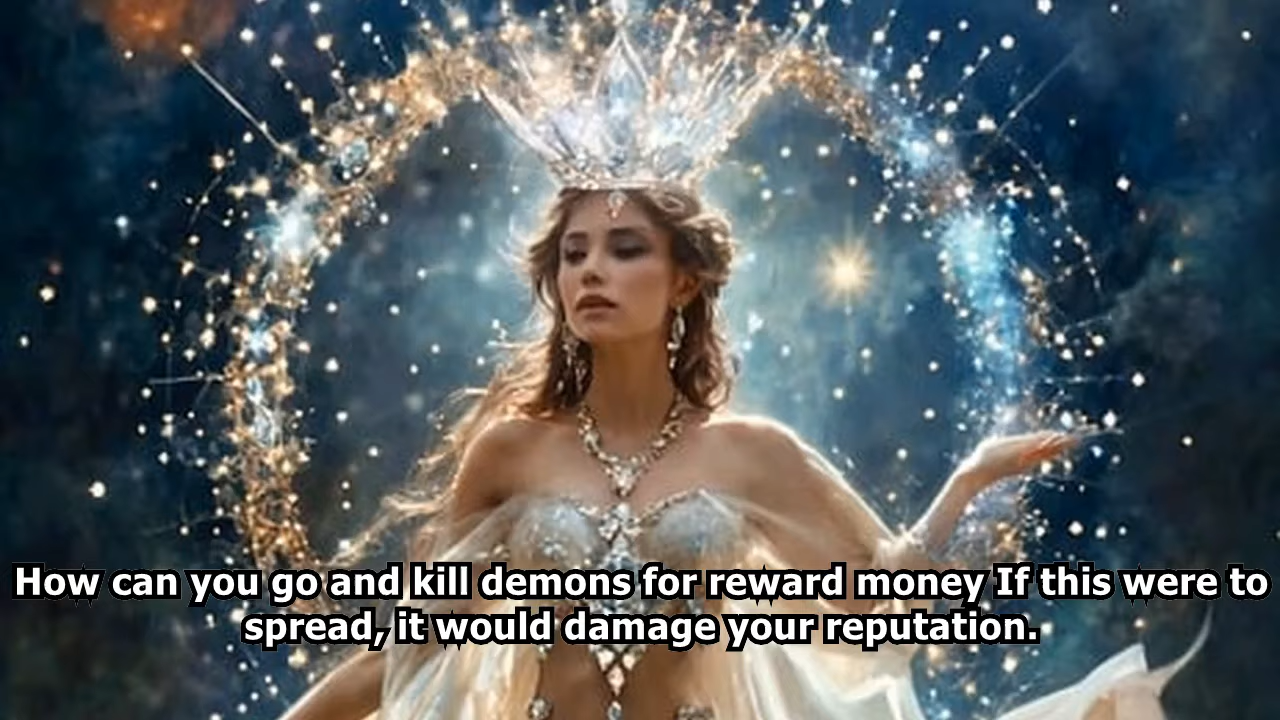 How can you go and kill demons for reward money If this were to
spread, it would damage your reputation.